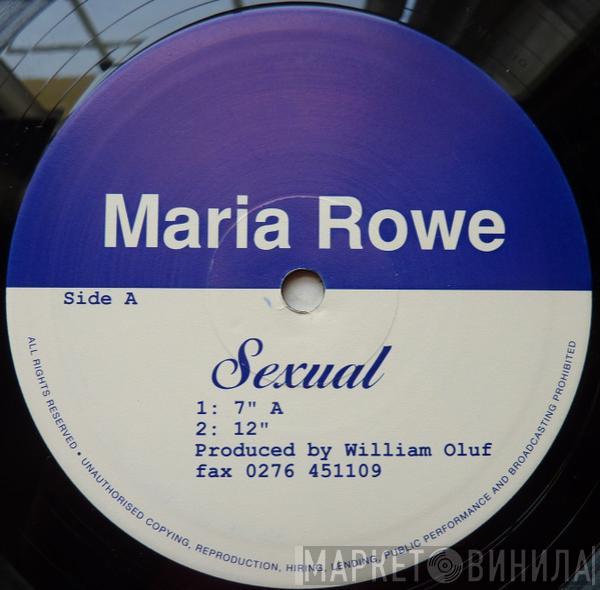 Maria Rowe
Side A
Sexual
1: 7" A
2: 12"
Produced by William Oluf
fax 0276 451109
ALL RIGHTS RESERVED • UNAUTHORISED COPYING, REPRODUCTION, HIRING, LENDING, PUBLIC PERFORMANCE AND BROADCASTING PROHIBITED
МАРКЕТ ВИНИЛА